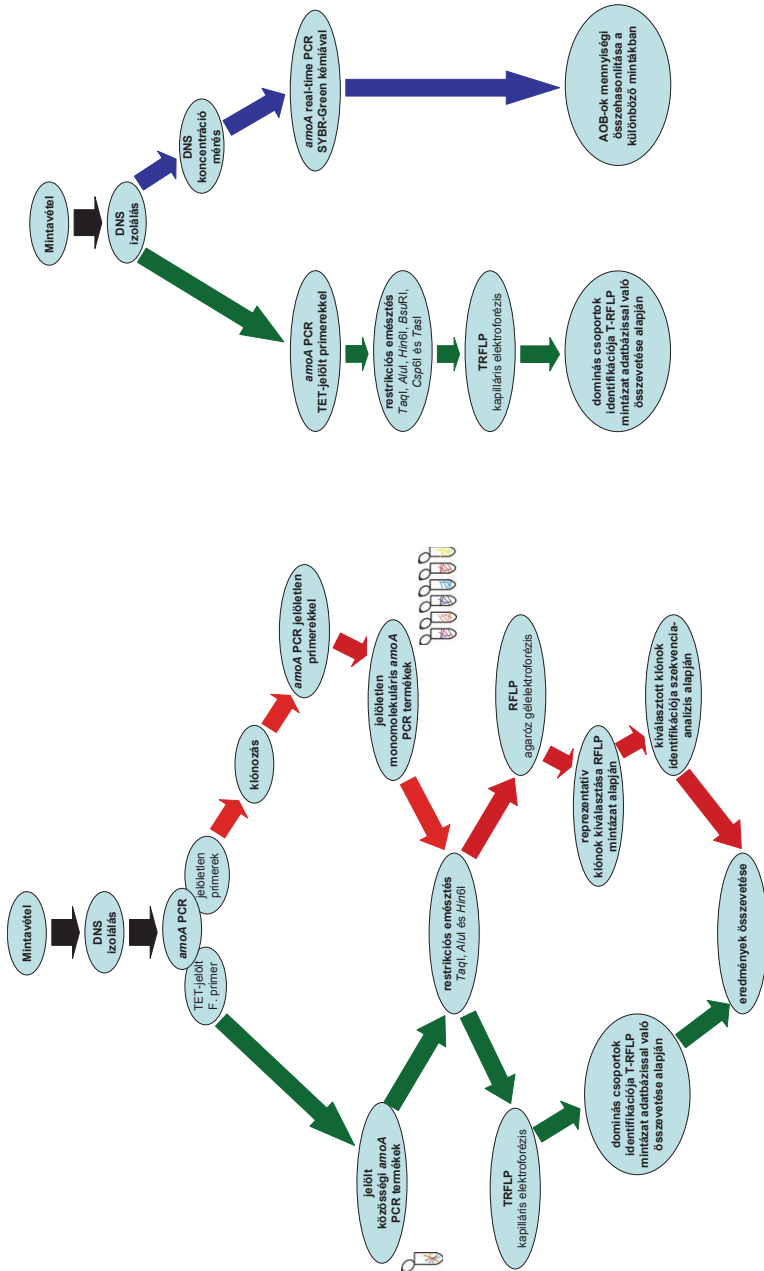 Mintavétel
DNS
izolálás
amoA PCR
TET-jelölt
F. primer
jelöletlen
primerek
klónozás
amoA PCR jelöletlen
primerekkel
jelöletlen
monomolekuláris amoA
PCR termékek
jelölt
közösségi amoA
PCR termékek
restrikciós emésztés
TaqI, AluI és Hin6I
TRFLP
kapilláris elektroforézis
RFLP
agaróz gélelektroforézis
reprezentatív
klónok kiválasztása RFLP
mintázat alapján
dominás csoportok
identifikációja T-RFLP
mintázat adatbázissal való
összevetése alapján
kiválasztott klónok
identifikációja szekvencia-
analízis alapján
eredmények összevetése
Mintavétel
DNS
izolálás
DNS
koncentráció
mérés
amoA PCR
TET-jelölt primerekkel
amoA real-time PCR
SYBR-Green kémiával
restrikciós emésztés
TaqI, AluI, Hin6I, BsuRI,
Csp6I és TasI
TRFLP
kapilláris elektroforézis
dominás csoportok
identifikációja T-RFLP
mintázat adatbázissal való
összevetése alapján
AOB-ok mennyiségi
összehasonlítása a
különböző mintákban